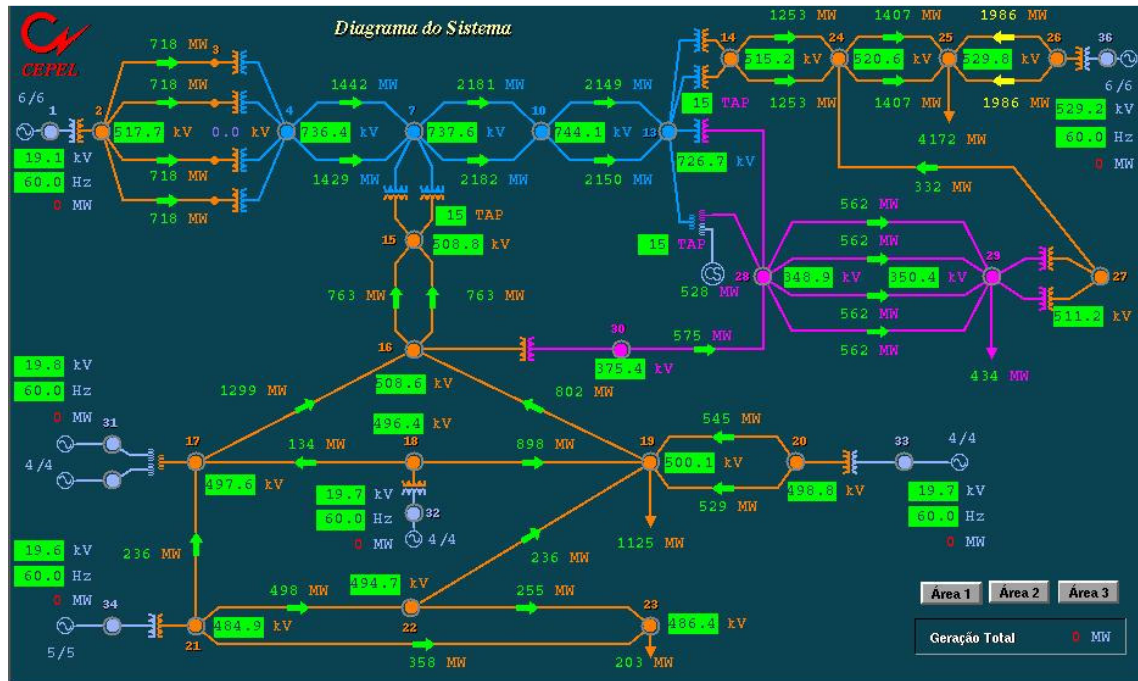 Diagrama do Sistema
CEPEL
1253 MW
1407 MW
1986 MW
718 MW
3
14
24
25
26
36
515.2 kV
520.6 kV
529.8 kV
6/6
1253 MW
1407 MW
1986 MW
6/6
718 MW
1442 MW
2181 MW
2149 MW
15 TAP
529.2 kV
60.0 Hz
0 MW
1
2
517.7 kV
0.0 kV
4
736.4 kV
7
737.6 kV
10
744.1 kV
13
4172 MW
19.1 kV
60.0 Hz
0 MW
718 MW
1429 MW
2182 MW
2150 MW
726.7 kV
332 MW
718 MW
15 TAP
562 MW
15
508.8 kV
15 TAP
562 MW
29
CS
28
348.9 kV
350.4 kV
27
763 MW
763 MW
528 MW
562 MW
511.2 kV
30
575 MW
562 MW
16
375.4 kV
434 MW
19.8 kV
60.0 Hz
0 MW
1299 MW
508.6 kV
802 MW
496.4 kV
545 MW
31
17
134 MW
18
898 MW
19
20
33
4/4
4/4
500.1 kV
497.6 kV
498.8 kV
19.7 kV
60.0 Hz
0 MW
19.7 kV
60.0 Hz
0 MW
32
4/4
529 MW
1125 MW
19.6 kV
60.0 Hz
0 MW
236 MW
236 MW
498 MW
494.7 kV
255 MW
34
23
Área 1
Área 2
Área 3
484.9 kV
486.4 kV
21
22
5/5
358 MW
203 MW
Geração Total 0 MW